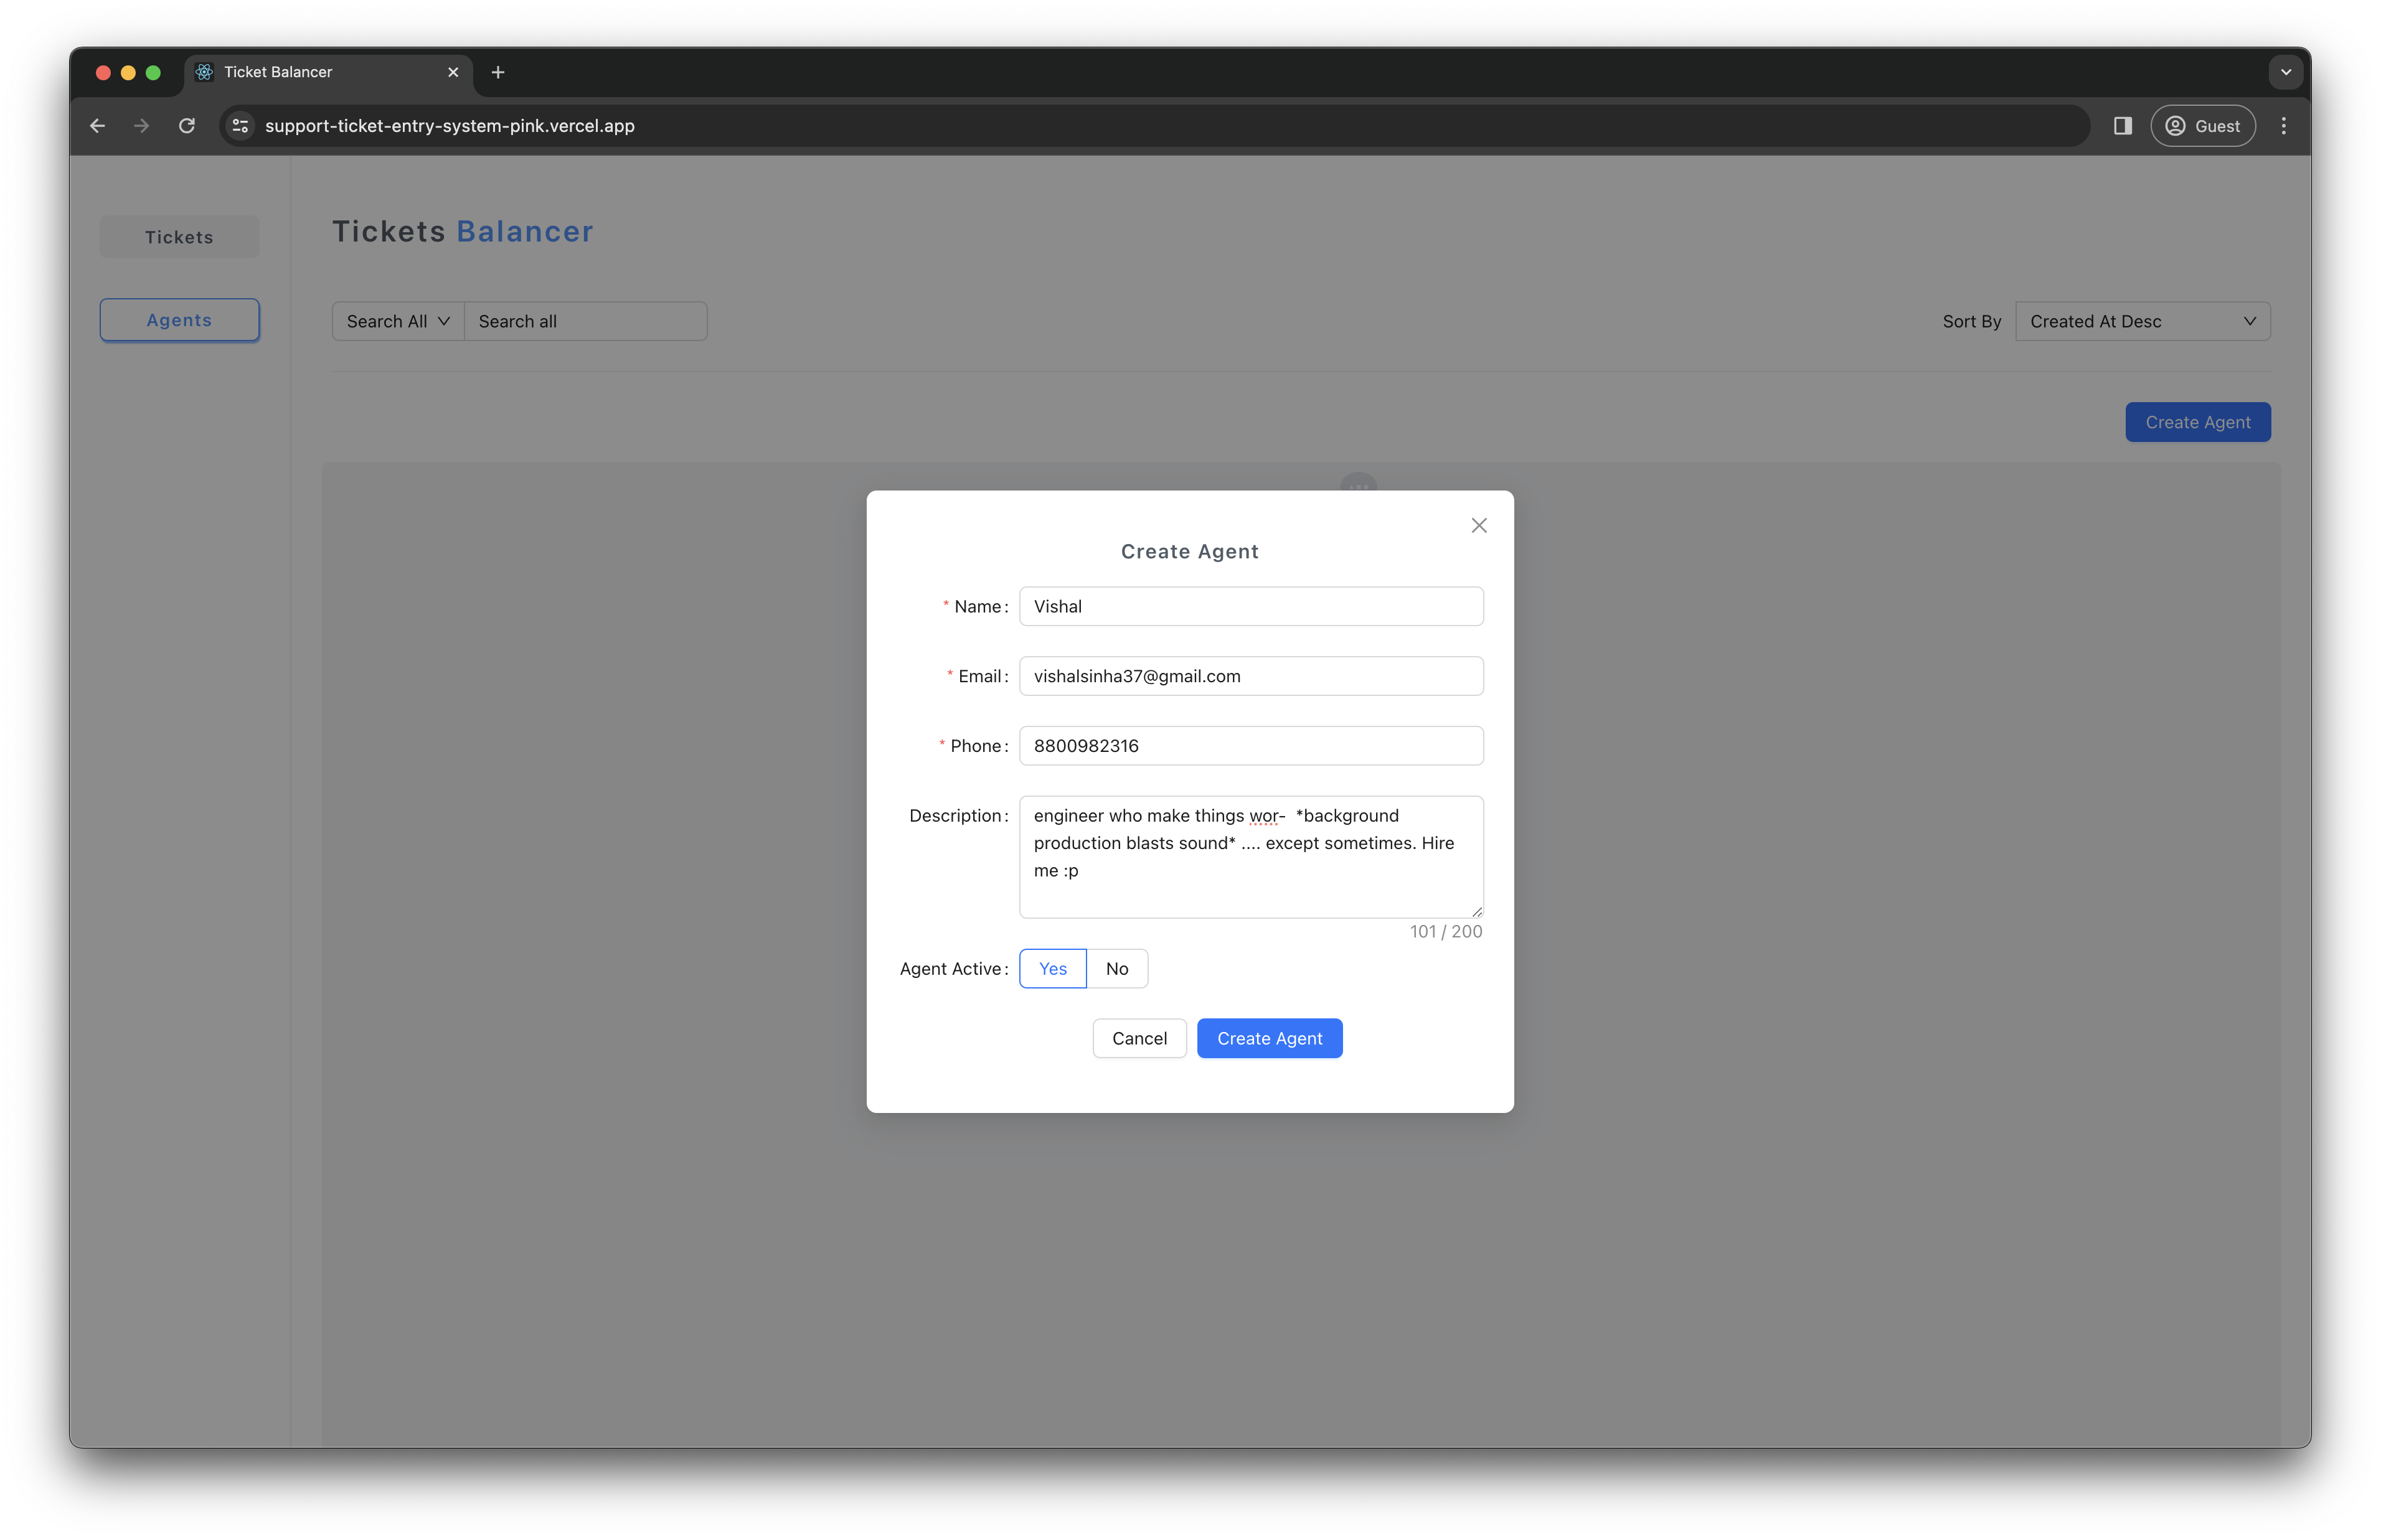 Ticket Balancer
support-ticket-entry-system-pink.vercel.app
Guest
Tickets
Agents
Tickets Balancer
Search All
Search all
Sort By
Created At Desc
Create Agent
Create Agent
* Name :
Vishal
* Email :
vishalsinha37@gmail.com
* Phone :
8800982316
Description :
engineer who make things wor-  *background
production blasts sound* .... except sometimes. Hire
me :p
101 / 200
Agent Active :
Yes
No
Cancel
Create Agent